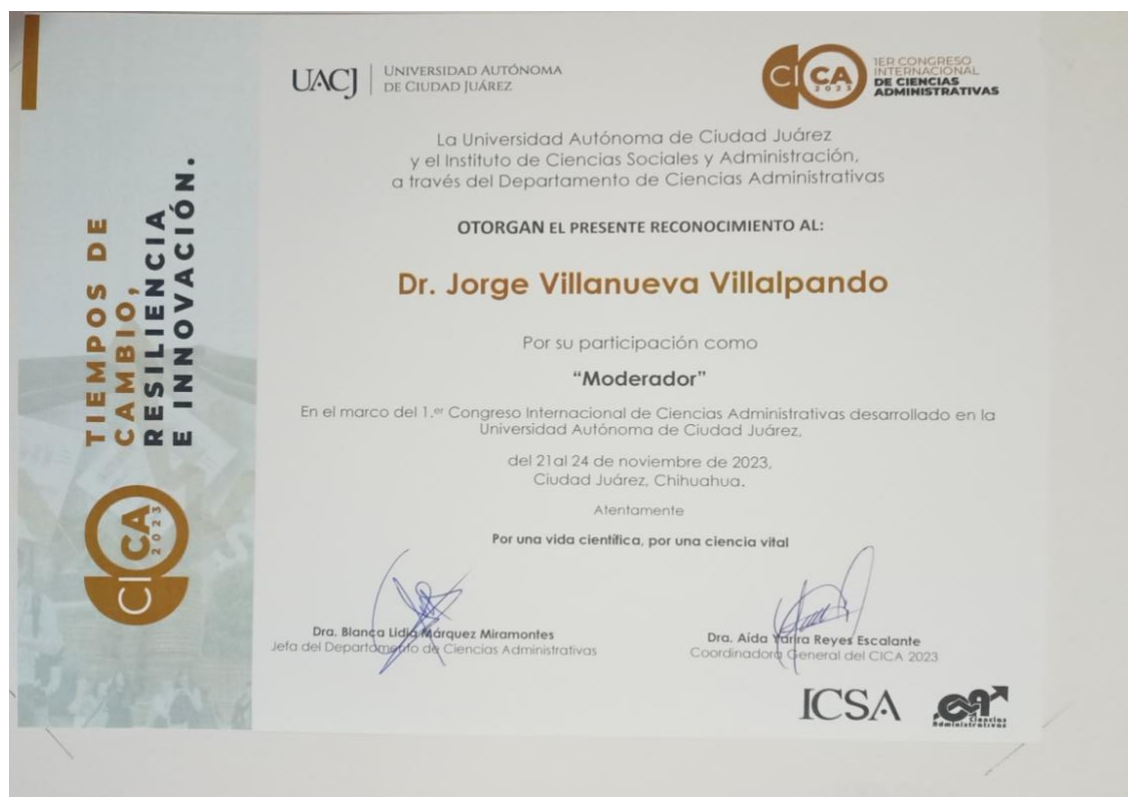 TIEMPOS DE
CAMBIO,
RESILIENCIA
E INNOVACIÓN.
CICA
2023
UACJ
UNIVERSIDAD AUTÓNOMA
DE CIUDAD JUÁREZ
CICA
2023
1ER CONGRESO
INTERNACIONAL
DE CIENCIAS
ADMINISTRATIVAS
La Universidad Autónoma de Ciudad Juárez
y el Instituto de Ciencias Sociales y Administración,
a través del Departamento de Ciencias Administrativas
OTORGAN EL PRESENTE RECONOCIMIENTO AL:
Dr. Jorge Villanueva Villalpando
Por su participación como
“Moderador”
En el marco del 1.er Congreso Internacional de Ciencias Administrativas desarrollado en la
Universidad Autónoma de Ciudad Juárez,
del 21al 24 de noviembre de 2023,
Ciudad Juárez, Chihuahua.
Atentamente
Por una vida científica, por una ciencia vital
Dra. Blanca Lidia Márquez Miramontes
Jefa del Departamento de Ciencias Administrativas
Dra. Aida Yarira Reyes Escalante
Coordinadora General del CICA 2023
ICSA
CA
Ciencias
Administrativas